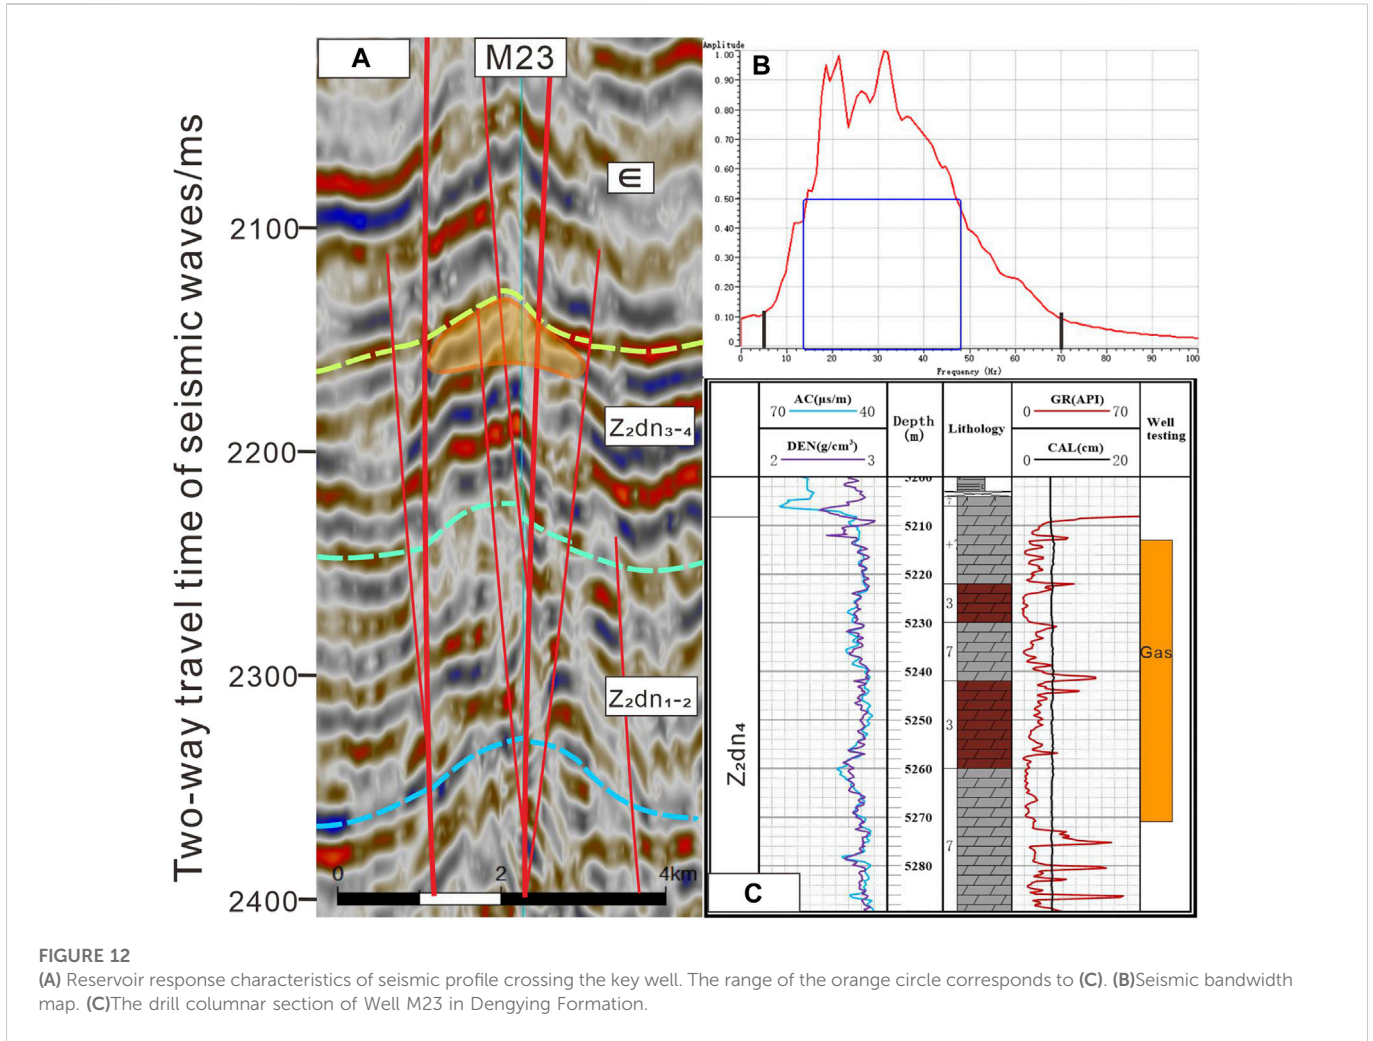 A
M23
∈
Two-way travel time of seismic waves/ms
2100
2200
2300
2400
Z₂dn₃₋₄
Z₂dn₁₋₂
0
2
4km
B
Amplitude
1.00
0.90
0.80
0.70
0.60
0.50
0.40
0.30
0.20
0.10
0
0 10 20 30 40 50 60 70 80 90 100
Frequency (Hz)
AC(μs/m)
70 40
DEN(g/cm³)
2 3
Depth
(m)
Lithology
GR(API)
0 70
CAL(cm)
0 20
Well
testing
5200
5210
5220
5230
5240
5250
5260
5270
5280
7
3
7
3
7
Gas
Z₂dn₄
C
FIGURE 12
(A) Reservoir response characteristics of seismic profile crossing the key well. The range of the orange circle corresponds to (C). (B)Seismic bandwidth
map. (C)The drill columnar section of Well M23 in Dengying Formation.